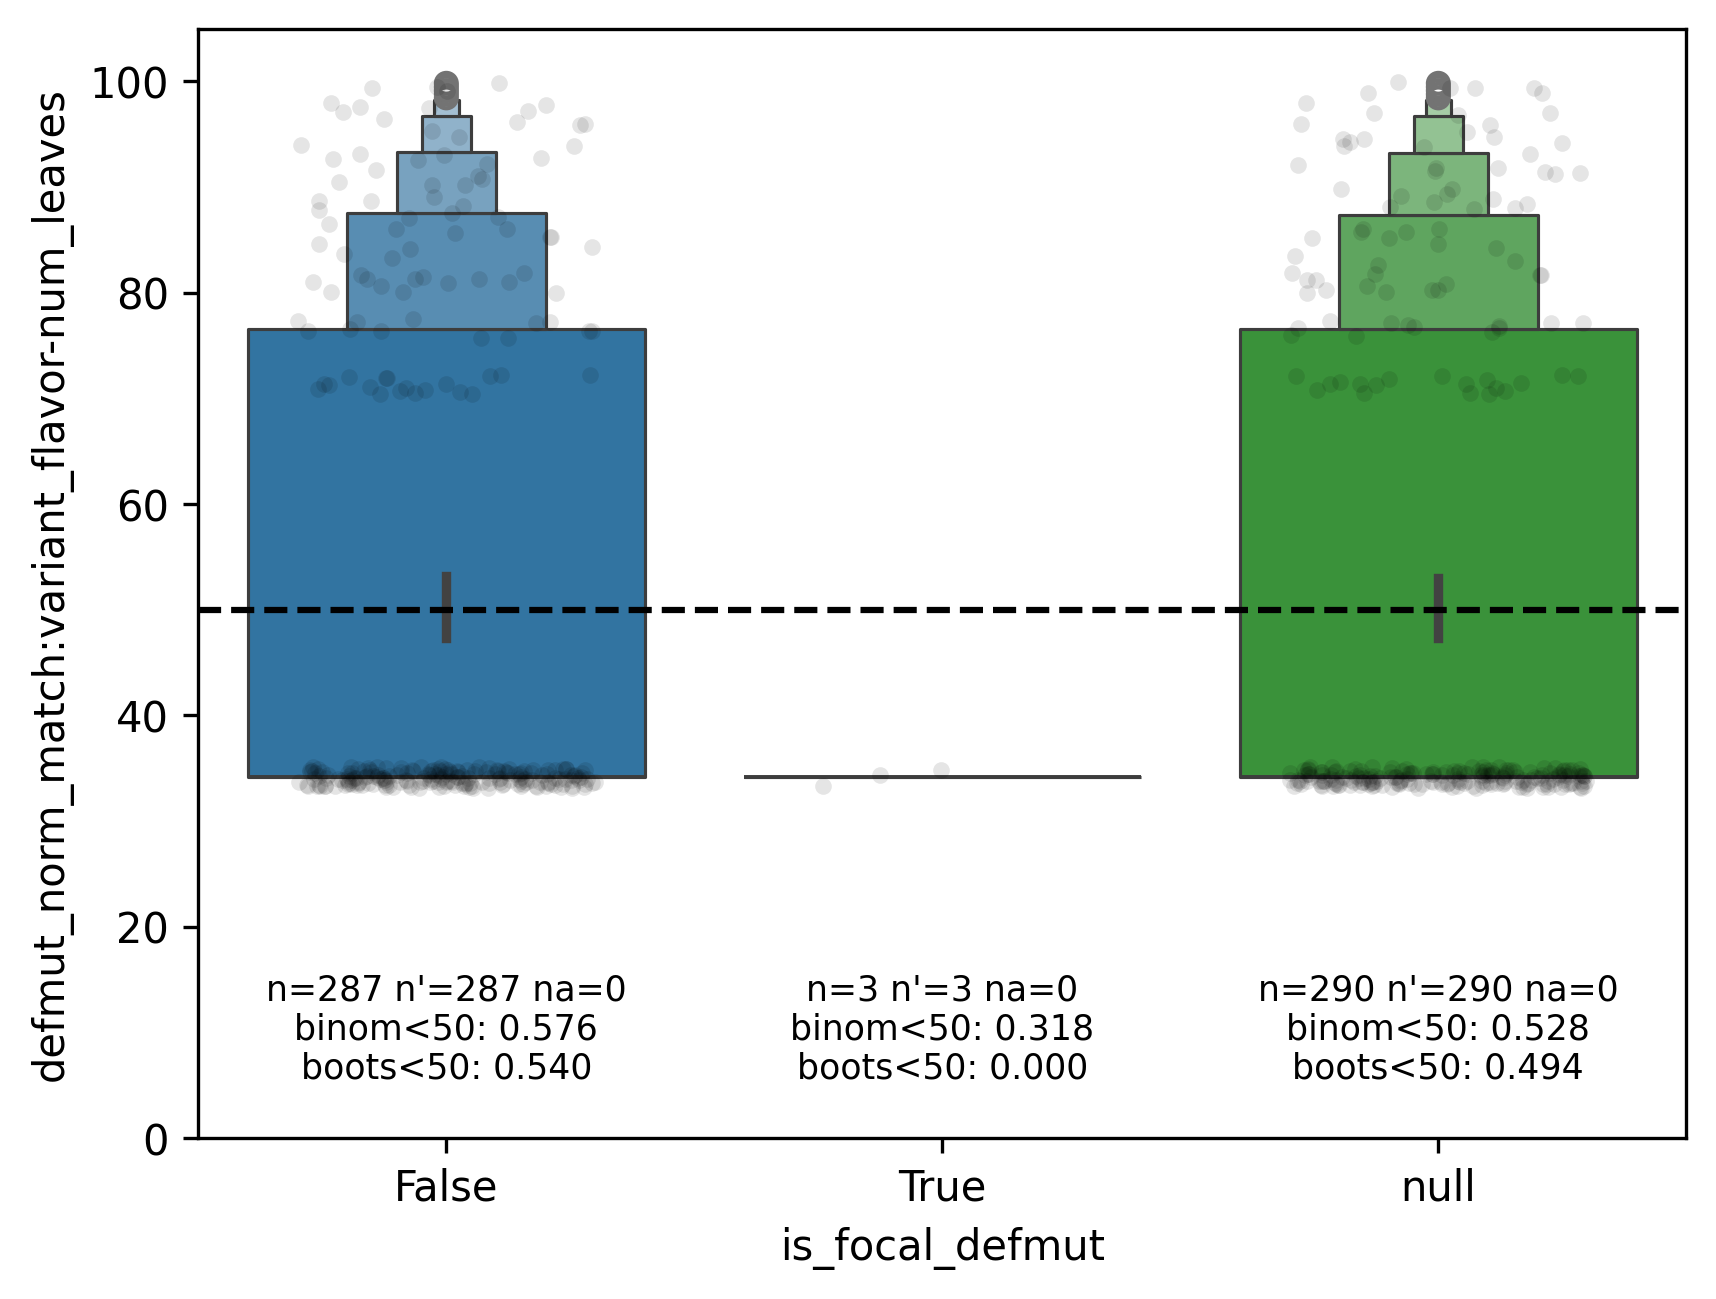 defmut_norm_match:variant_flavor-num_leaves
100
80
60
40
20
0
n=287 n'=287 na=0
binom<50: 0.576
boots<50: 0.540
n=3 n'=3 na=0
binom<50: 0.318
boots<50: 0.000
n=290 n'=290 na=0
binom<50: 0.528
boots<50: 0.494
False
True
null
is_focal_defmut